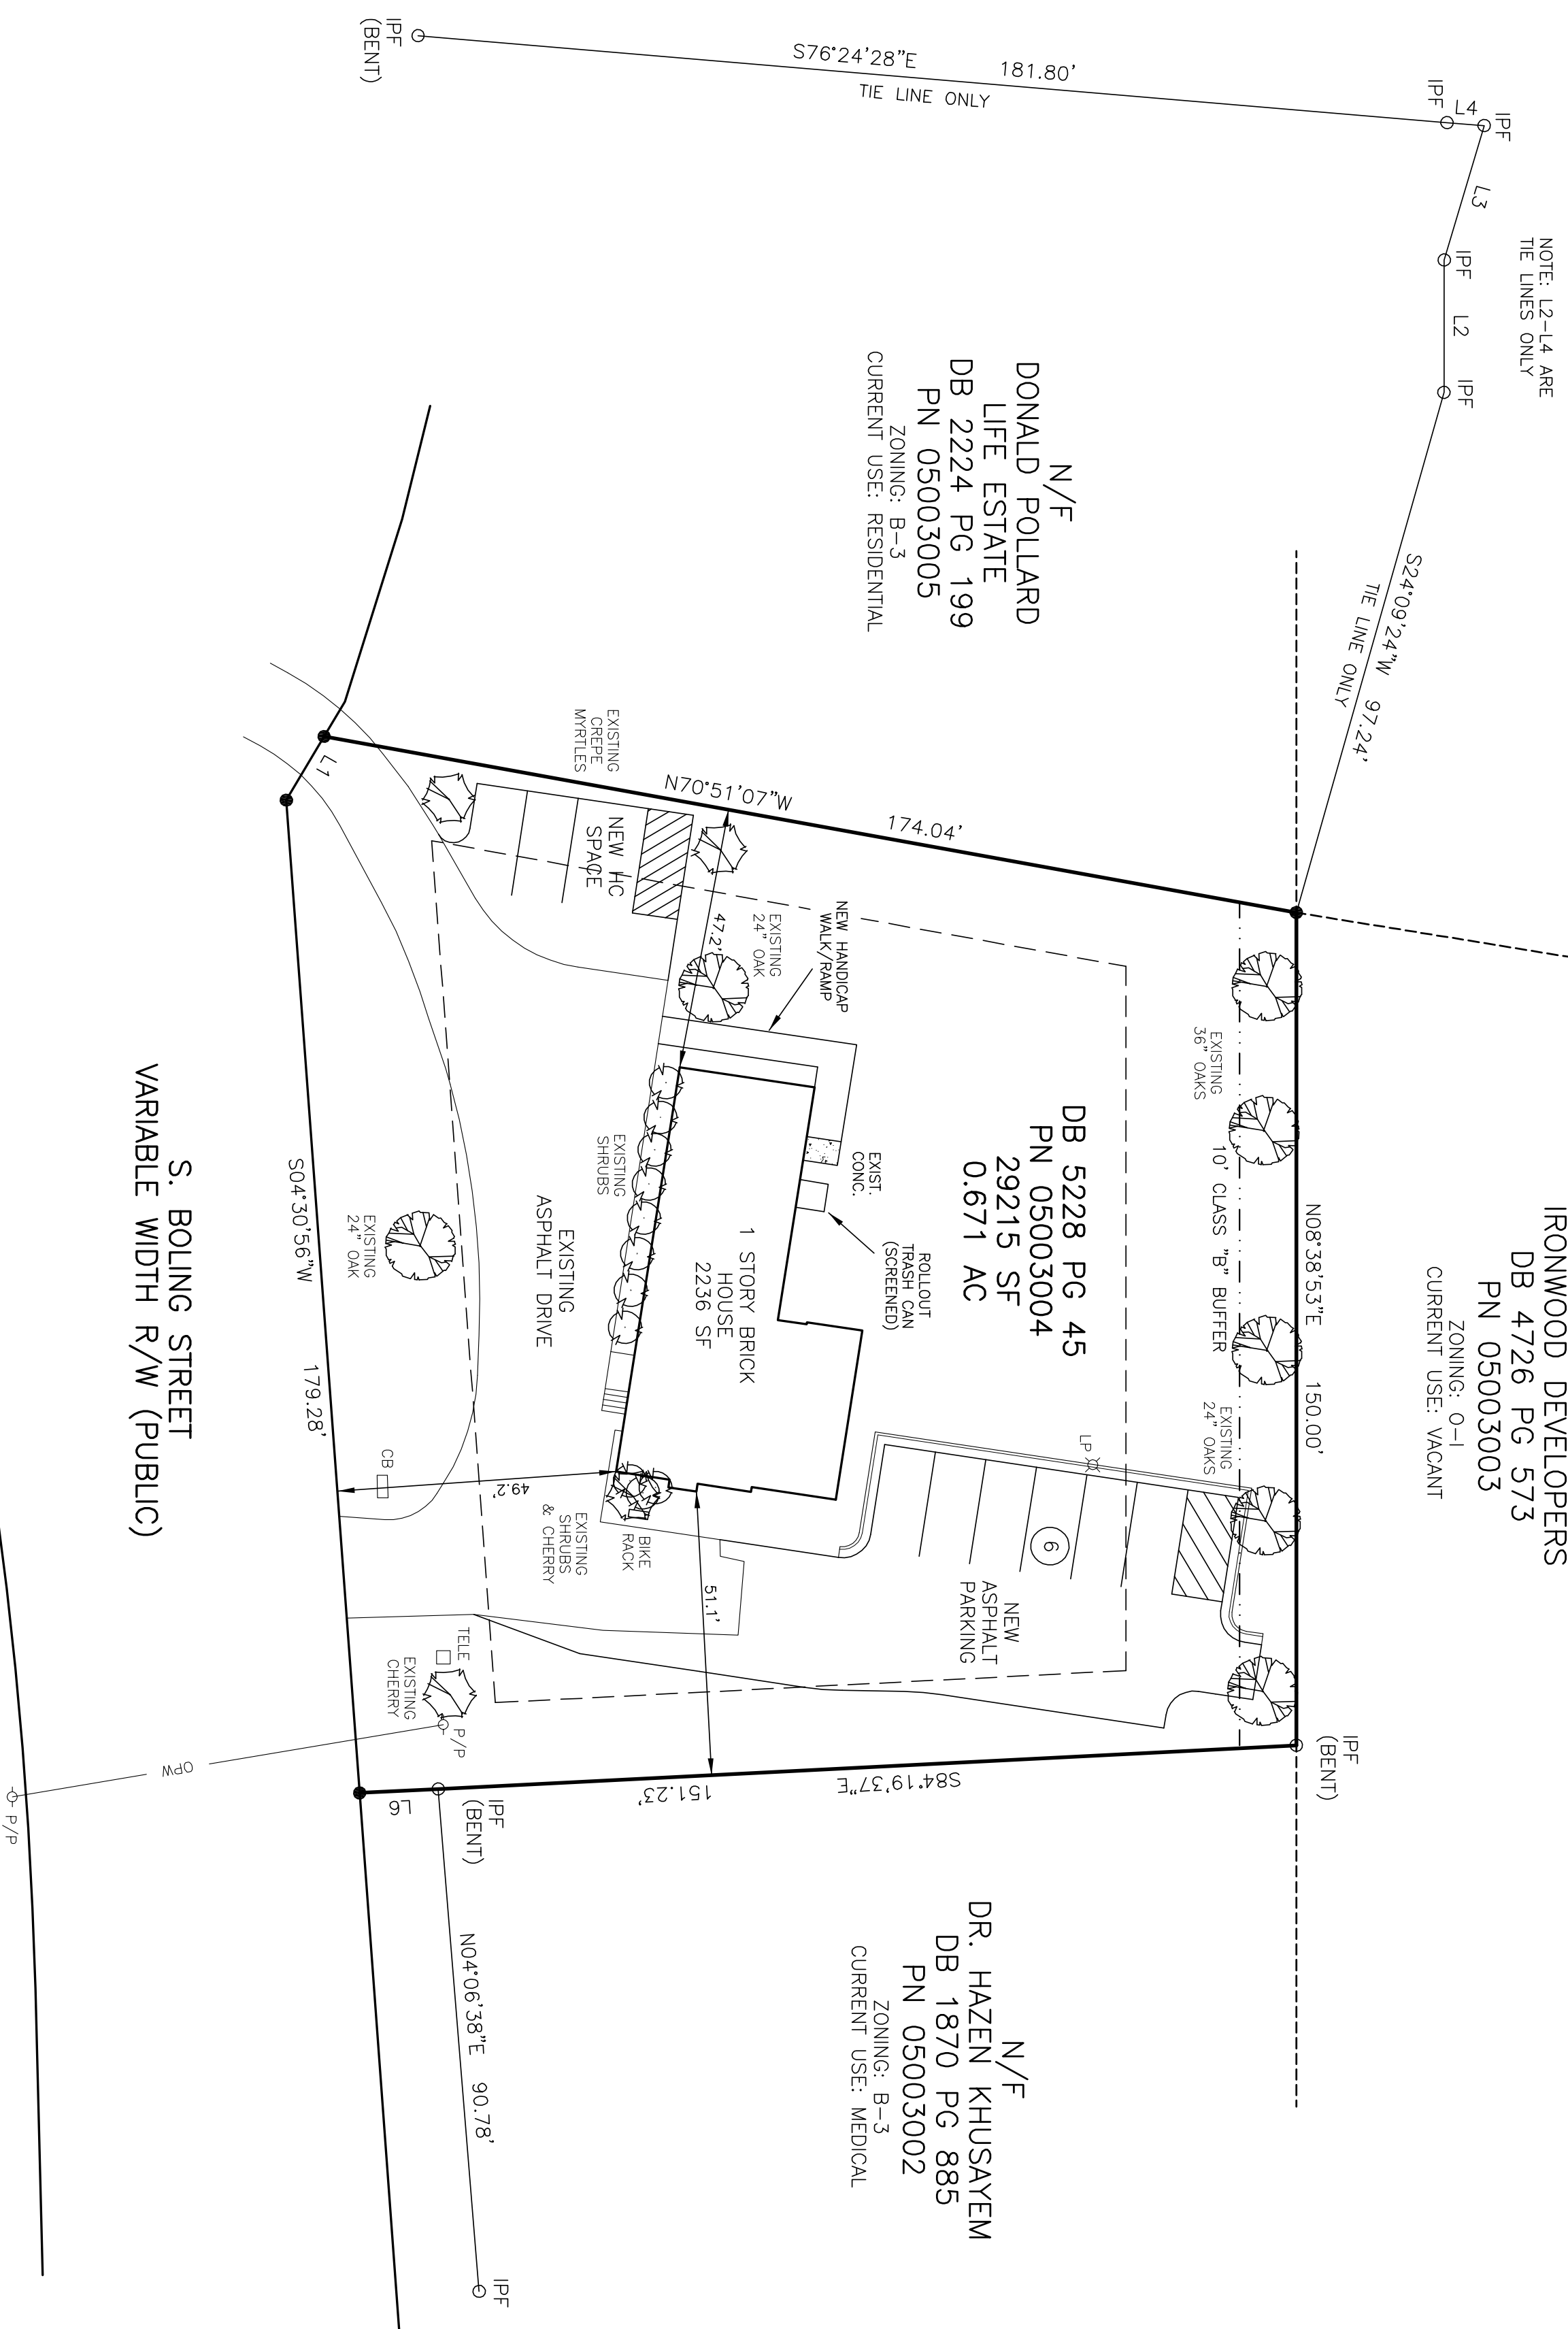 NOTE: L2-L4 ARE
TIE LINES ONLY
IPF
(BENT)
S76°24'28"E 181.80'
TIE LINE ONLY
IPF
L4
IPF
L3
IPF
L2
IPF
S24°09'24"W 97.24'
TIE LINE ONLY
N/F
DONALD POLLARD
LIFE ESTATE
DB 2224 PG 199
PN 05003005
ZONING: B-3
CURRENT USE: RESIDENTIAL
IRONWOOD DEVELOPERS
DB 4726 PG 573
PN 05003003
ZONING: O-I
CURRENT USE: VACANT
N08°38'53"E 150.00'
10' CLASS "B" BUFFER
EXISTING
36" OAKS
EXISTING
24" OAKS
IPF
(BENT)
N70°51'07"W 174.04'
EXISTING
CREPE
MYRTLES
NEW HC
SPACE
L1
47.2'
EXISTING
24" OAK
NEW HANDICAP
WALK/RAMP
DB 5228 PG 45
PN 05003004
29215 SF
0.671 AC
EXIST.
CONC.
ROLLOUT
TRASH CAN
(SCREENED)
1 STORY BRICK
HOUSE
2236 SF
EXISTING
SHRUBS
EXISTING
ASPHALT DRIVE
LP
6
NEW
ASPHALT
PARKING
51.1'
BIKE
RACK
EXISTING
SHRUBS
& CHERRY
49.2'
CB
EXISTING
24" OAK
TELE
EXISTING
CHERRY
P/P
OPW
P/P
S04°30'56"W 179.28'
S84°19'37"E
151.23'
L6
IPF
(BENT)
N04°06'38"E 90.78'
IPF
N/F
DR. HAZEN KHUSAYEM
DB 1870 PG 885
PN 05003002
ZONING: B-3
CURRENT USE: MEDICAL
S. BOLING STREET
VARIABLE WIDTH R/W (PUBLIC)